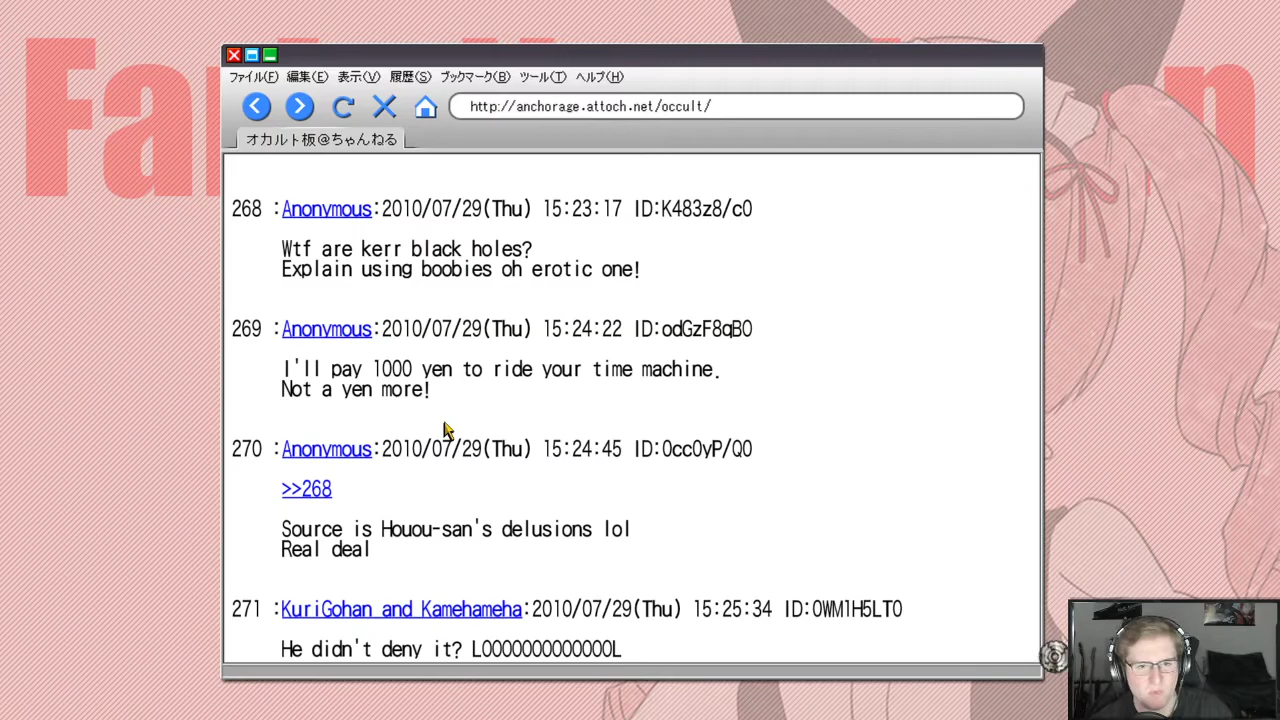 ファイル(F) 編集(E) 表示(V) 履歴(S) ブックマーク(B) ツール(T) ヘルプ(H)
http://anchorage.attoch.net/occult/
オカルト板@ちゃんねる
268 :Anonymous:2010/07/29(Thu) 15:23:17 ID:K483z8/c0
Wtf are kerr black holes?
Explain using boobies oh erotic one!
269 :Anonymous:2010/07/29(Thu) 15:24:22 ID:odGzF8qB0
I'll pay 1000 yen to ride your time machine.
Not a yen more!
270 :Anonymous:2010/07/29(Thu) 15:24:45 ID:0cc0yP/Q0
>>268
Source is Houou-san's delusions lol
Real deal
271 :KuriGohan and Kamehameha:2010/07/29(Thu) 15:25:34 ID:0WM1H5LT0
He didn't deny it? LOOOOOOOOOOOOOL